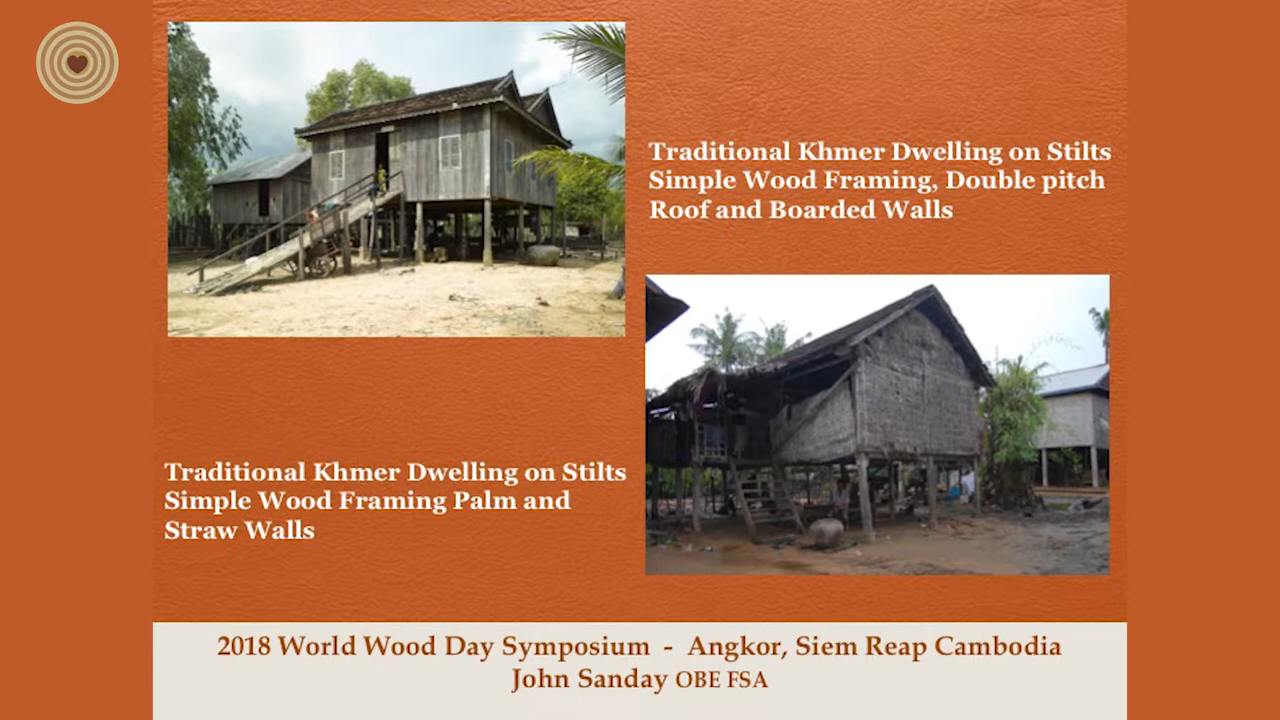 Traditional Khmer Dwelling on Stilts
Simple Wood Framing, Double pitch
Roof and Boarded Walls
Traditional Khmer Dwelling on Stilts
Simple Wood Framing Palm and
Straw Walls
2018 World Wood Day Symposium - Angkor, Siem Reap Cambodia
John Sanday OBE FSA